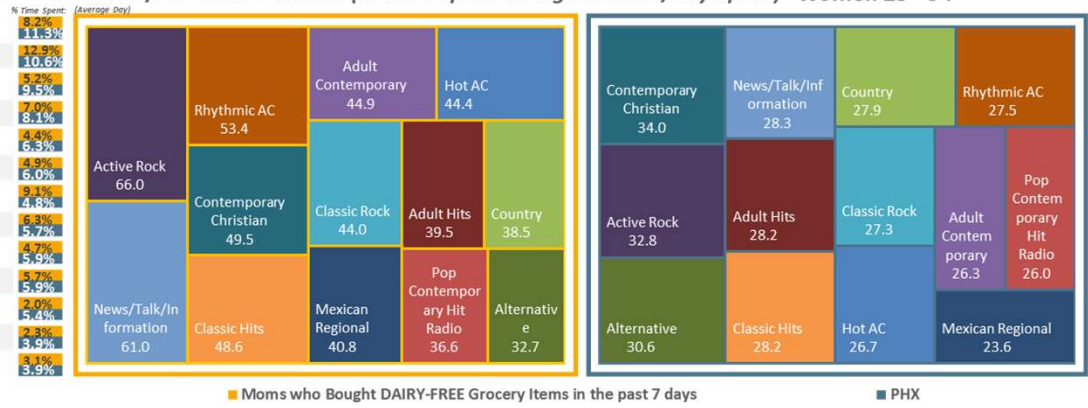 % Time Spent: (Average Day)
8.2%
11.3%
12.9%
10.6%
5.2%
9.5%
7.0%
8.1%
4.4%
6.3%
4.9%
6.0%
9.1%
4.8%
6.3%
5.7%
4.7%
5.9%
5.7%
5.9%
2.0%
5.4%
2.3%
3.9%
3.1%
3.9%
Active Rock
66.0
News/Talk/In
formation
61.0
Rhythmic AC
53.4
Contemporary
Christian
49.5
Classic Hits
48.6
Adult
Contemporary
44.9
Hot AC
44.4
Classic Rock
44.0
Adult Hits
39.5
Country
38.5
Mexican
Regional
40.8
Pop
Contempor
ary Hit
Radio
36.6
Alternativ
e
32.7
Contemporary
Christian
34.0
Active Rock
32.8
Alternative
30.6
News/Talk/Inf
ormation
28.3
Adult Hits
28.2
Classic Hits
28.2
Country
27.9
Rhythmic AC
27.5
Classic Rock
27.3
Hot AC
26.7
Adult
Contem
porary
26.3
Pop
Contem
porary
Hit
Radio
26.0
Mexican Regional
23.6
Moms who Bought DAIRY-FREE Grocery Items in the past 7 days
PHX